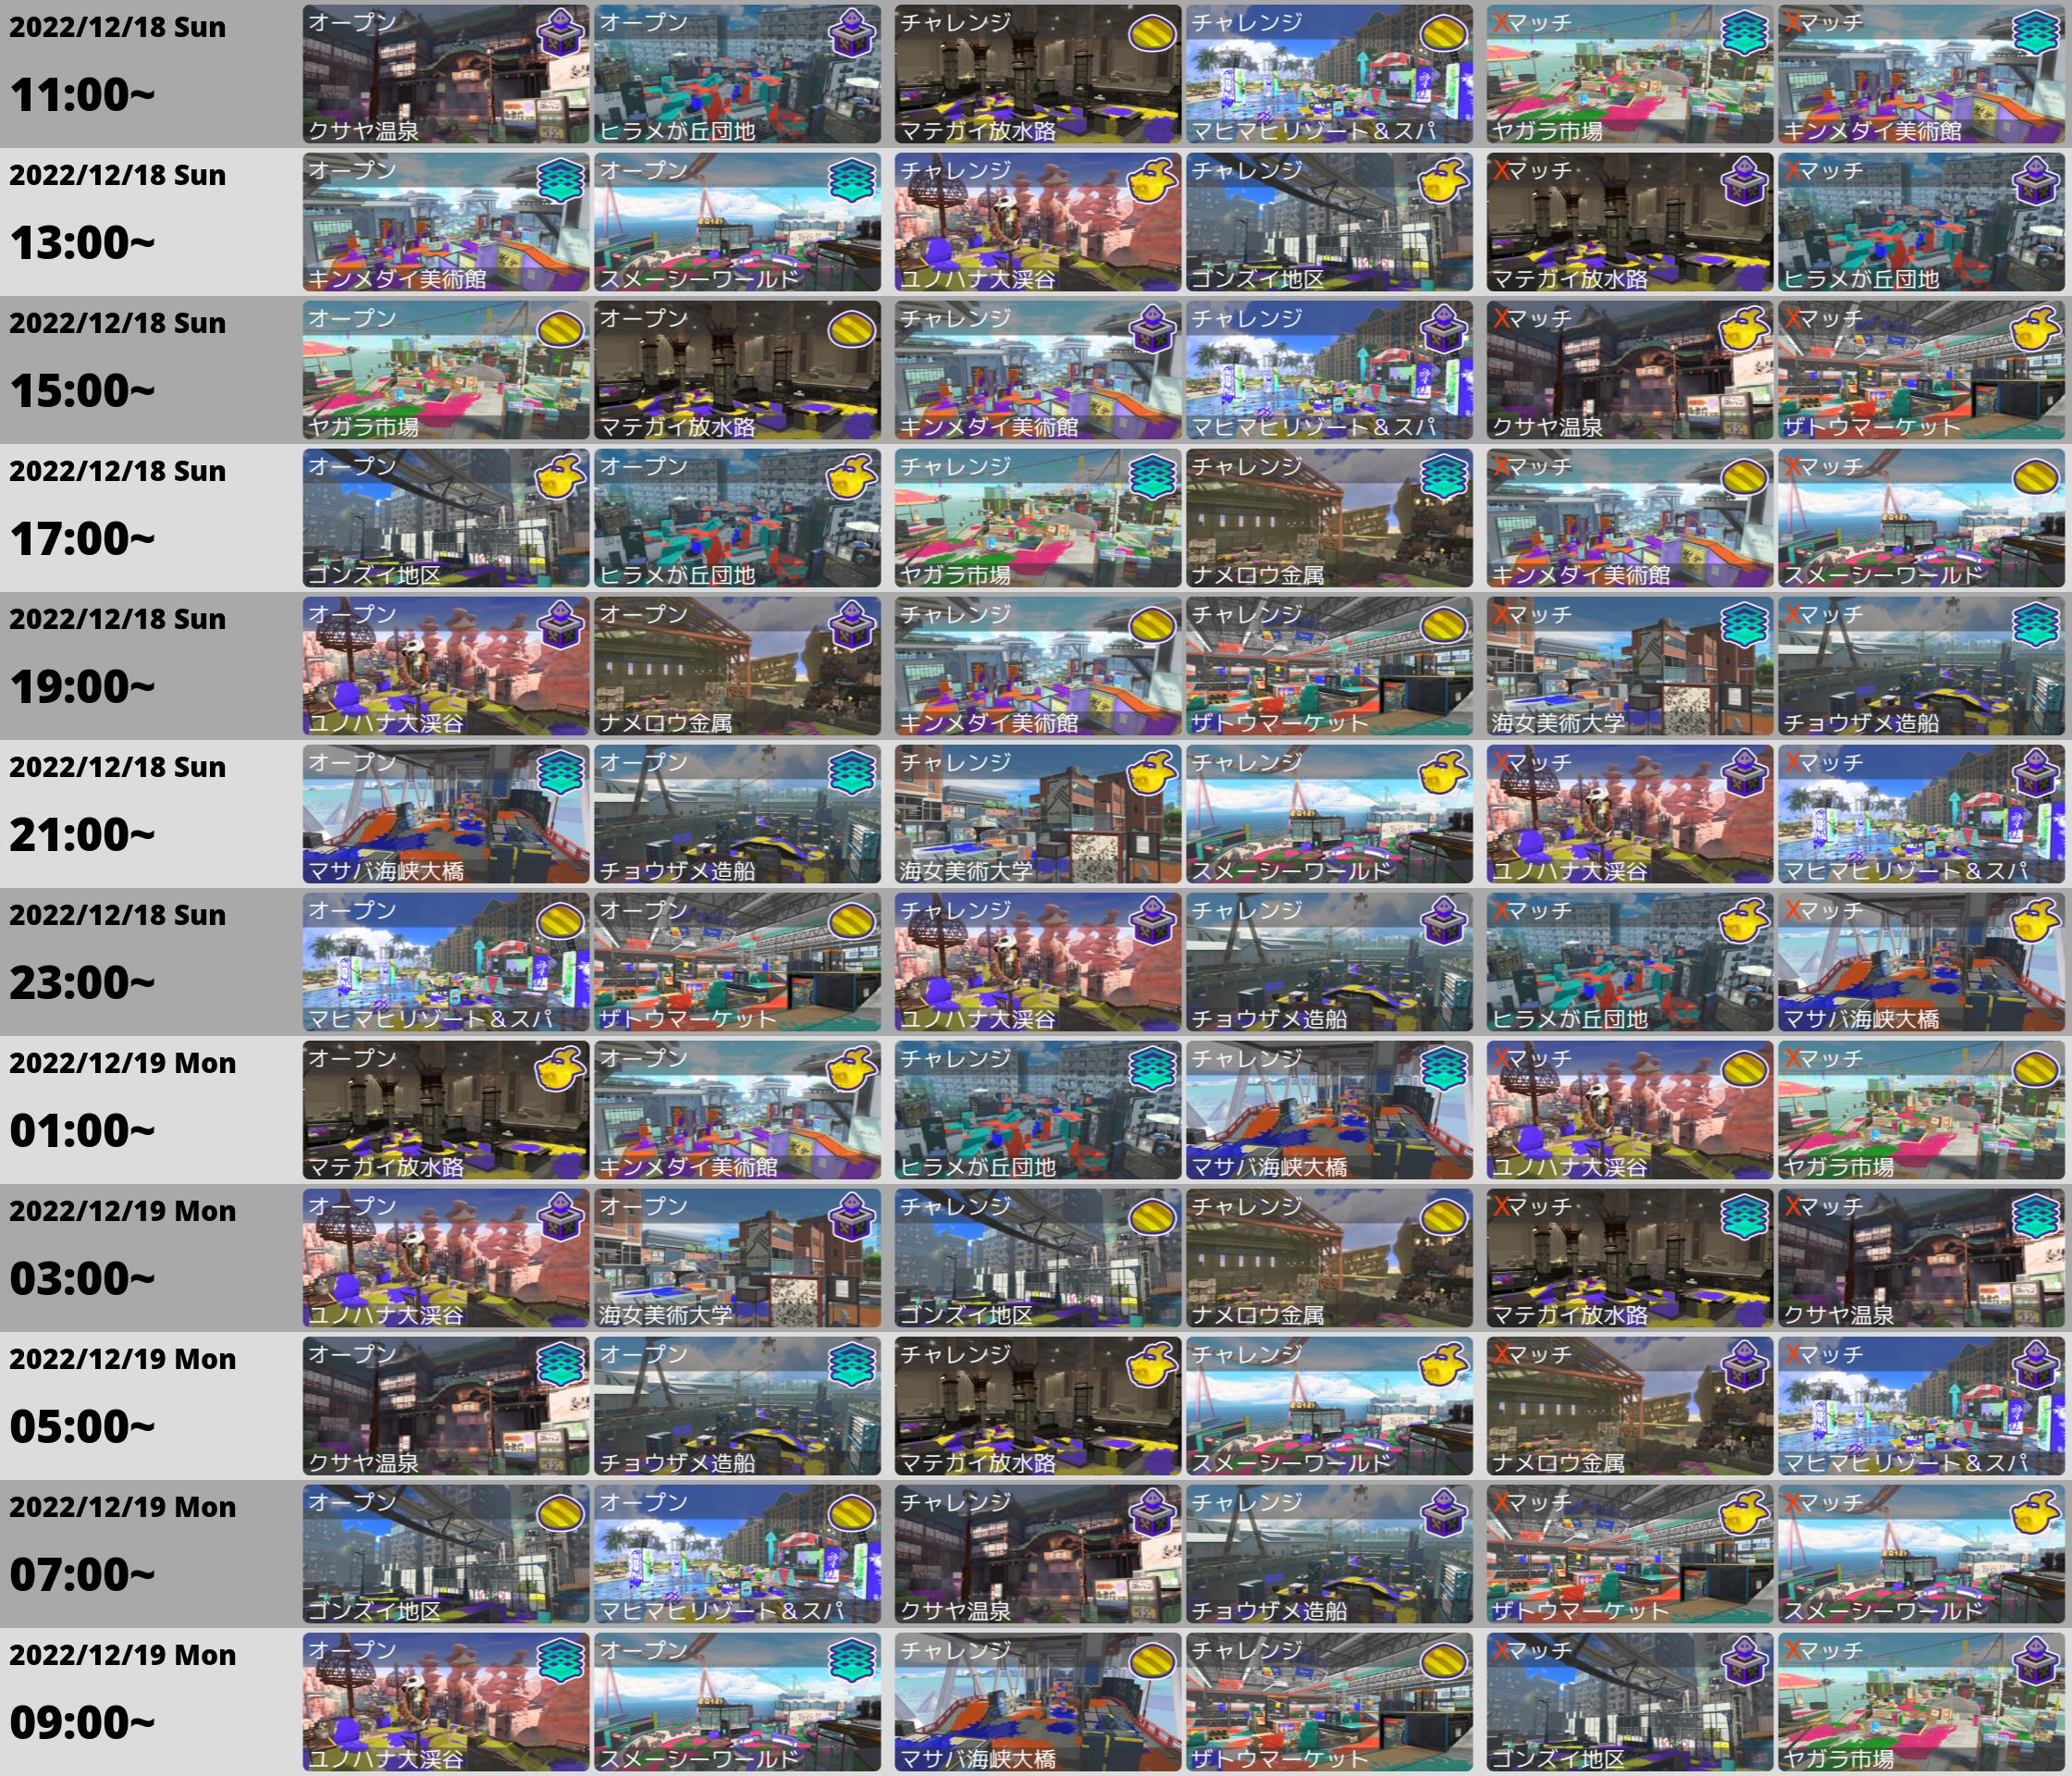 2022/12/18 Sun
11:00~
オープン オープン チャレンジ チャレンジ Xマッチ Xマッチ
クサヤ温泉 ヒラメが丘団地 マテガイ放水路 マヒマヒリゾート＆スパ ヤガラ市場 キンメダイ美術館
2022/12/18 Sun
13:00~
オープン オープン チャレンジ チャレンジ Xマッチ Xマッチ
キンメダイ美術館 スメーシーワールド ユノハナ大渓谷 ゴンズイ地区 マテガイ放水路 ヒラメが丘団地
2022/12/18 Sun
15:00~
オープン オープン チャレンジ チャレンジ Xマッチ Xマッチ
ヤガラ市場 マテガイ放水路 キンメダイ美術館 マヒマヒリゾート＆スパ クサヤ温泉 ザトウマーケット
2022/12/18 Sun
17:00~
オープン オープン チャレンジ チャレンジ Xマッチ Xマッチ
ゴンズイ地区 ヒラメが丘団地 ヤガラ市場 ナメロウ金属 キンメダイ美術館 スメーシーワールド
2022/12/18 Sun
19:00~
オープン オープン チャレンジ チャレンジ Xマッチ Xマッチ
ユノハナ大渓谷 ナメロウ金属 キンメダイ美術館 ザトウマーケット 海女美術大学 チョウザメ造船
2022/12/18 Sun
21:00~
オープン オープン チャレンジ チャレンジ Xマッチ Xマッチ
マサバ海峡大橋 チョウザメ造船 海女美術大学 スメーシーワールド ユノハナ大渓谷 マヒマヒリゾート＆スパ
2022/12/18 Sun
23:00~
オープン オープン チャレンジ チャレンジ Xマッチ Xマッチ
マヒマヒリゾート＆スパ ザトウマーケット ユノハナ大渓谷 チョウザメ造船 ヒラメが丘団地 マサバ海峡大橋
2022/12/19 Mon
01:00~
オープン オープン チャレンジ チャレンジ Xマッチ Xマッチ
マテガイ放水路 キンメダイ美術館 ヒラメが丘団地 マサバ海峡大橋 ユノハナ大渓谷 ヤガラ市場
2022/12/19 Mon
03:00~
オープン オープン チャレンジ チャレンジ Xマッチ Xマッチ
ユノハナ大渓谷 海女美術大学 ゴンズイ地区 ナメロウ金属 マテガイ放水路 クサヤ温泉
2022/12/19 Mon
05:00~
オープン オープン チャレンジ チャレンジ Xマッチ Xマッチ
クサヤ温泉 チョウザメ造船 マテガイ放水路 スメーシーワールド ナメロウ金属 マヒマヒリゾート＆スパ
2022/12/19 Mon
07:00~
オープン オープン チャレンジ チャレンジ Xマッチ Xマッチ
ゴンズイ地区 マヒマヒリゾート＆スパ クサヤ温泉 チョウザメ造船 ザトウマーケット スメーシーワールド
2022/12/19 Mon
09:00~
オープン オープン チャレンジ チャレンジ Xマッチ Xマッチ
ユノハナ大渓谷 スメーシーワールド マサバ海峡大橋 ザトウマーケット ゴンズイ地区 ヤガラ市場